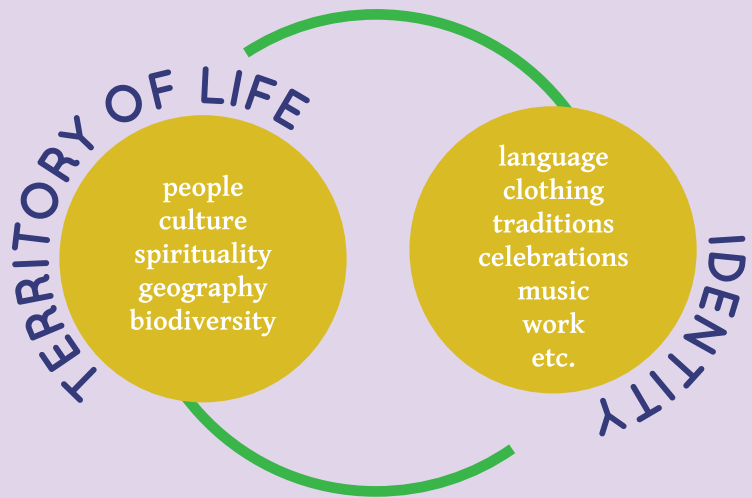 TERRITORY OF LIFE
people
culture
spirituality
geography
biodiversity
IDENTITY
language
clothing
traditions
celebrations
music
work
etc.